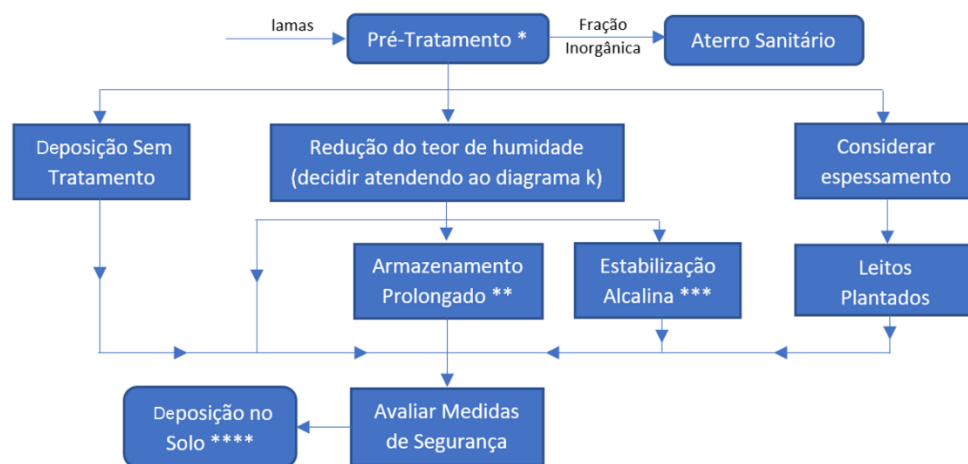 lamas
Pré-Tratamento *
Fração
Inorgânica
Aterro Sanitário
Deposição Sem
Tratamento
Redução do teor de humidade
(decidir atendendo ao diagrama k)
Considerar
espessamento
Armazenamento
Prolongado **
Estabilização
Alcalina ***
Leitos
Plantados
Deposição no
Solo ****
Avaliar Medidas
de Segurança